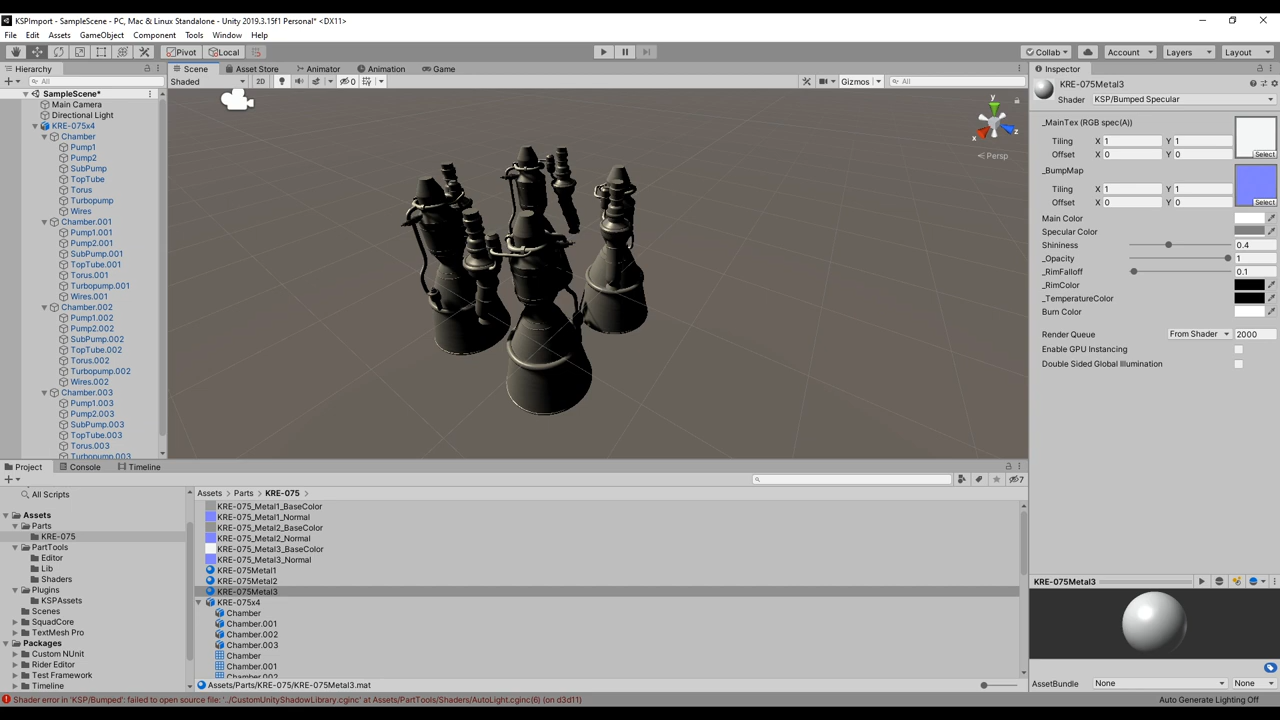 KSPImport - SampleScene - PC, Mac & Linux Standalone - Unity 2019.3.15f1 Personal* <DX11>
File Edit Assets GameObject Component Tools Window Help
Pivot Local Collab Account Layers Layout
Hierarchy Scene Asset Store Animator Animation Game Inspector
All Shaded 2D 0 Gizmos All
SampleScene*
Main Camera
Directional Light
KRE-075x4
Chamber
Pump1
Pump2
SubPump
TopTube
Torus
Turbopump
Wires
Chamber.001
Pump1.001
Pump2.001
SubPump.001
TopTube.001
Torus.001
Turbopump.001
Wires.001
Chamber.002
Pump1.002
Pump2.002
SubPump.002
TopTube.002
Torus.002
Turbopump.002
Wires.002
Chamber.003
Pump1.003
Pump2.003
SubPump.003
TopTube.003
Torus.003
Turbopump.003
y
x
z
Persp
KRE-075Metal3
Shader KSP/Bumped Specular
_MainTex (RGB spec(A))
Tiling X 1 Y 1
Offset X 0 Y 0 Select
_BumpMap
Tiling X 1 Y 1
Offset X 0 Y 0 Select
Main Color
Specular Color
Shininess 0.4
_Opacity 1
_RimFalloff 0.1
_RimColor
_TemperatureColor
Burn Color
Render Queue From Shader 2000
Enable GPU Instancing
Double Sided Global Illumination
Project Console Timeline
7
All Scripts
Assets
Parts
KRE-075
PartTools
Editor
Lib
Shaders
Plugins
KSPAssets
Scenes
SquadCore
TextMesh Pro
Packages
Custom NUnit
Rider Editor
Test Framework
Timeline
Assets > Parts > KRE-075 >
KRE-075_Metal1_BaseColor
KRE-075_Metal1_Normal
KRE-075_Metal2_BaseColor
KRE-075_Metal2_Normal
KRE-075_Metal3_BaseColor
KRE-075_Metal3_Normal
KRE-075Metal1
KRE-075Metal2
KRE-075Metal3
KRE-075x4
Chamber
Chamber.001
Chamber.002
Chamber.003
Chamber
Chamber.001
Chamber.002
Assets/Parts/KRE-075/KRE-075Metal3.mat
KRE-075Metal3
AssetBundle None None
Shader error in 'KSP/Bumped': failed to open source file: '../CustomUnityShadowLibrary.cginc' at Assets/PartTools/Shaders/AutoLight.cginc(6) (on d3d11)
Auto Generate Lighting Off